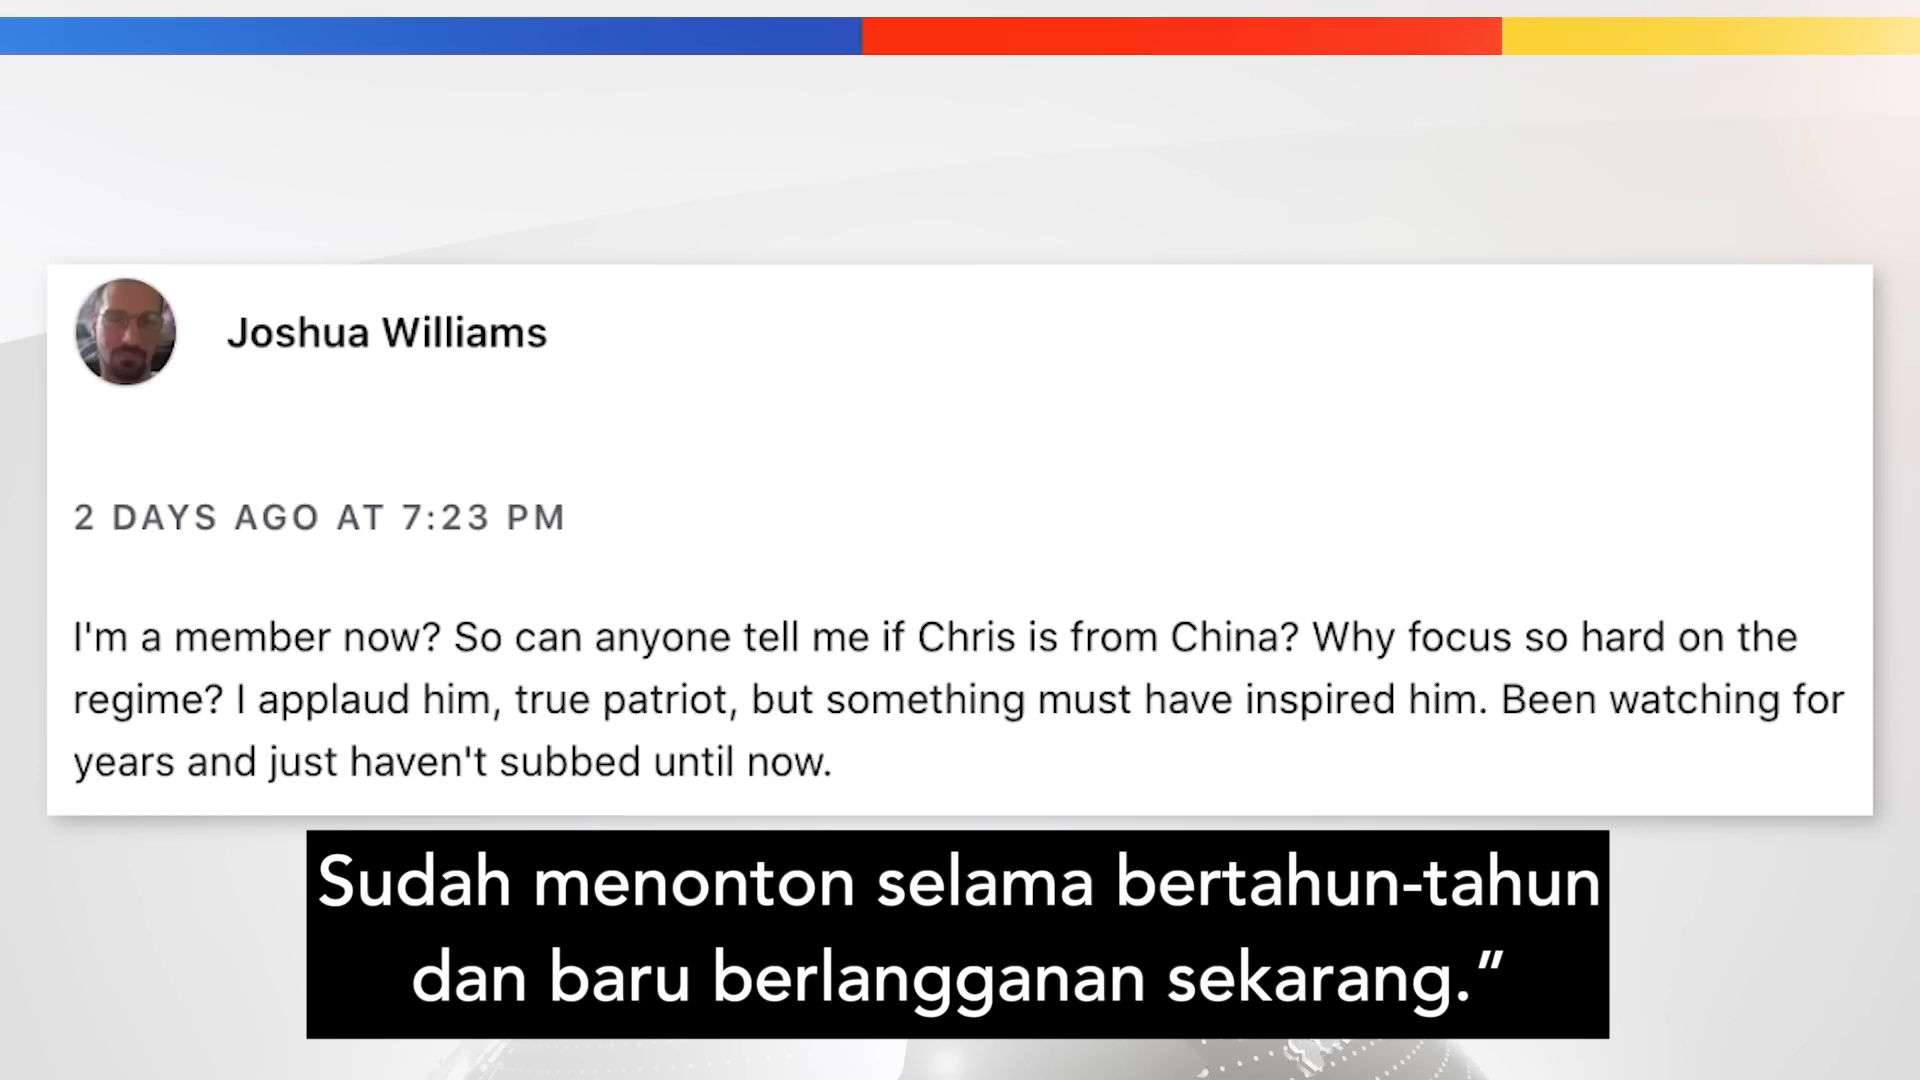 Joshua Williams
2 DAYS AGO AT 7:23 PM
I'm a member now? So can anyone tell me if Chris is from China? Why focus so hard on the
regime? I applaud him, true patriot, but something must have inspired him. Been watching for
years and just haven't subbed until now.
Sudah menonton selama bertahun-tahun
dan baru berlangganan sekarang.”